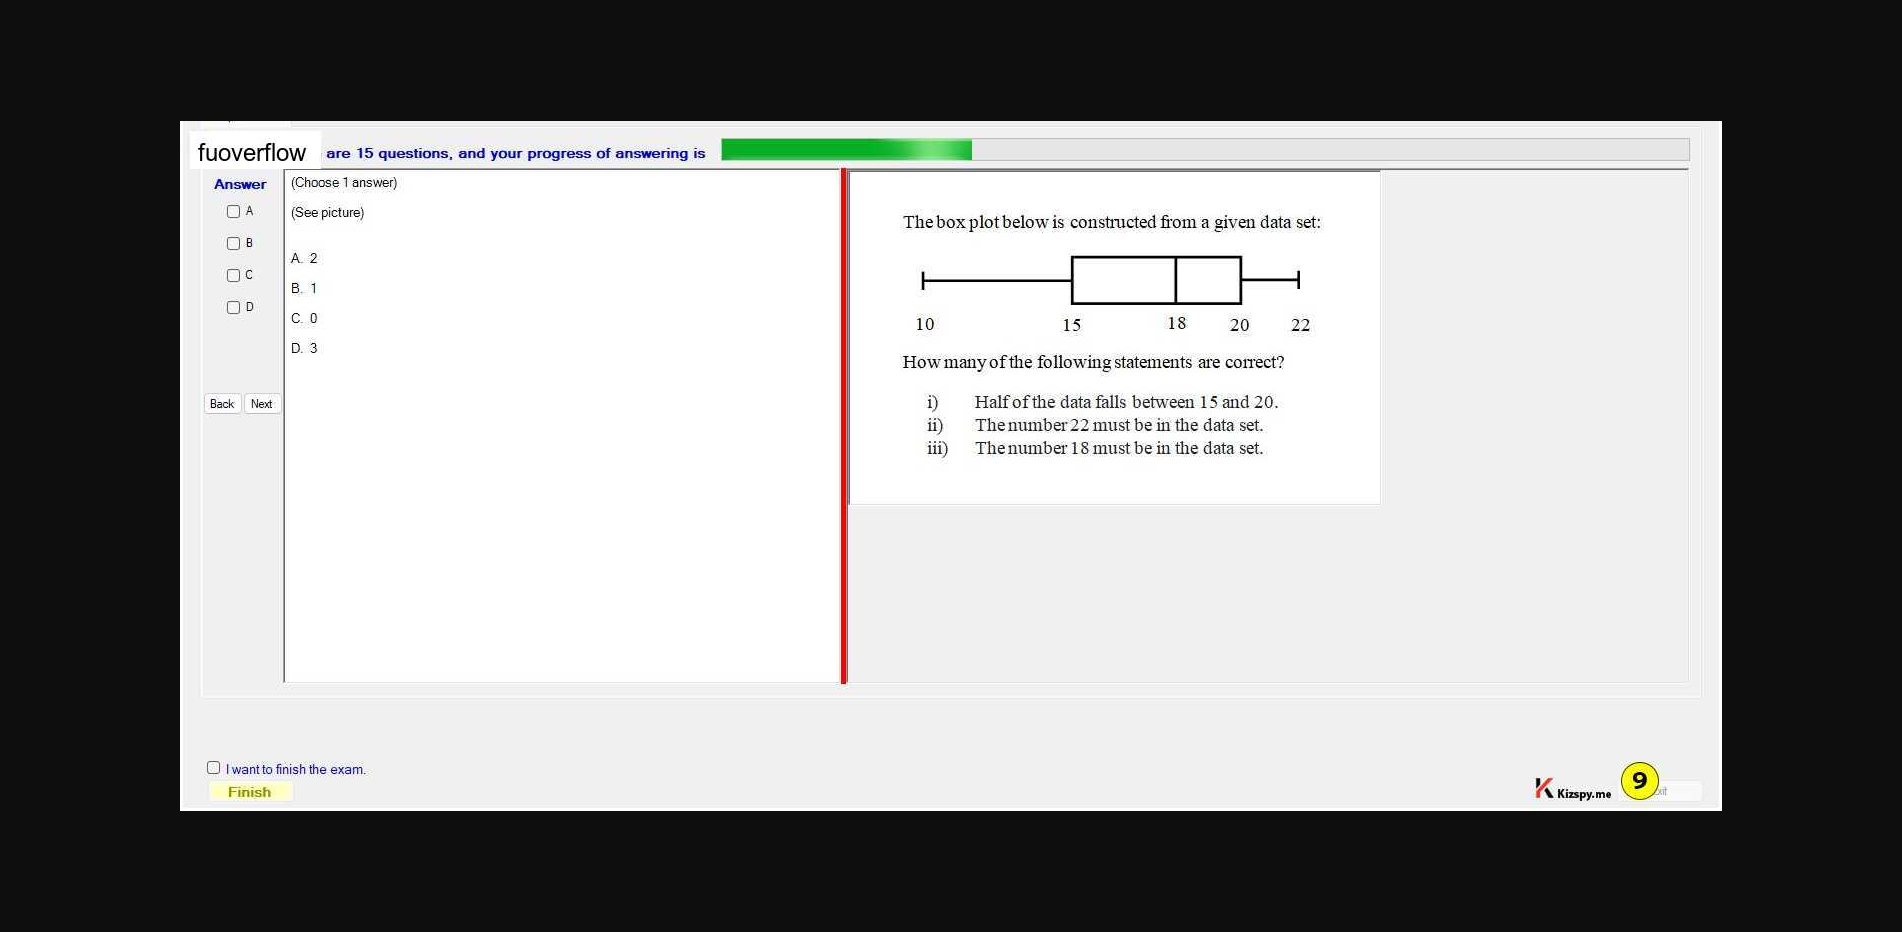 fuoverflow are 15 questions, and your progress of answering is
Answer
A
B
C
D
Back Next
(Choose 1 answer)
(See picture)
A. 2
B. 1
C. 0
D. 3
The box plot below is constructed from a given data set:
10 15 18 20 22
How many of the following statements are correct?
i) Half of the data falls between 15 and 20.
ii) The number 22 must be in the data set.
iii) The number 18 must be in the data set.
I want to finish the exam.
Finish
Kizspy.me
9